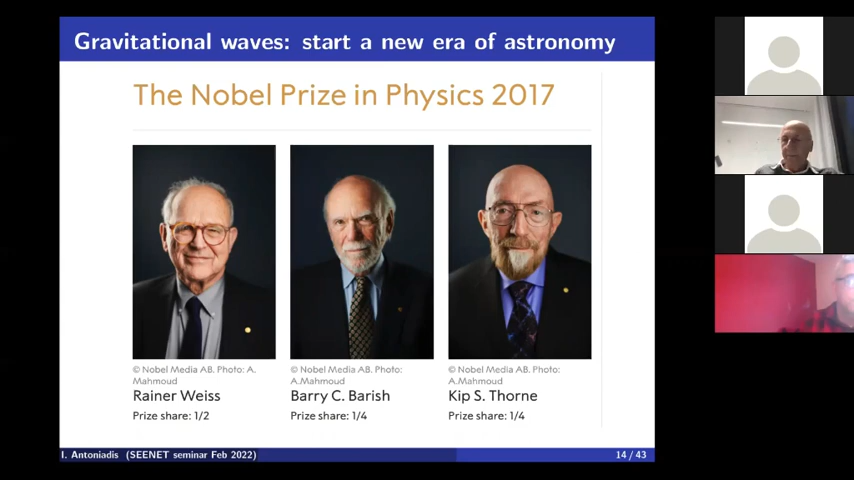 Gravitational waves: start a new era of astronomy
The Nobel Prize in Physics 2017
© Nobel Media AB. Photo: A.
Mahmoud
Rainer Weiss
Prize share: 1/2
© Nobel Media AB. Photo:
A.Mahmoud
Barry C. Barish
Prize share: 1/4
© Nobel Media AB. Photo:
A.Mahmoud
Kip S. Thorne
Prize share: 1/4
I. Antoniadis (SEENET seminar Feb 2022)
14 / 43